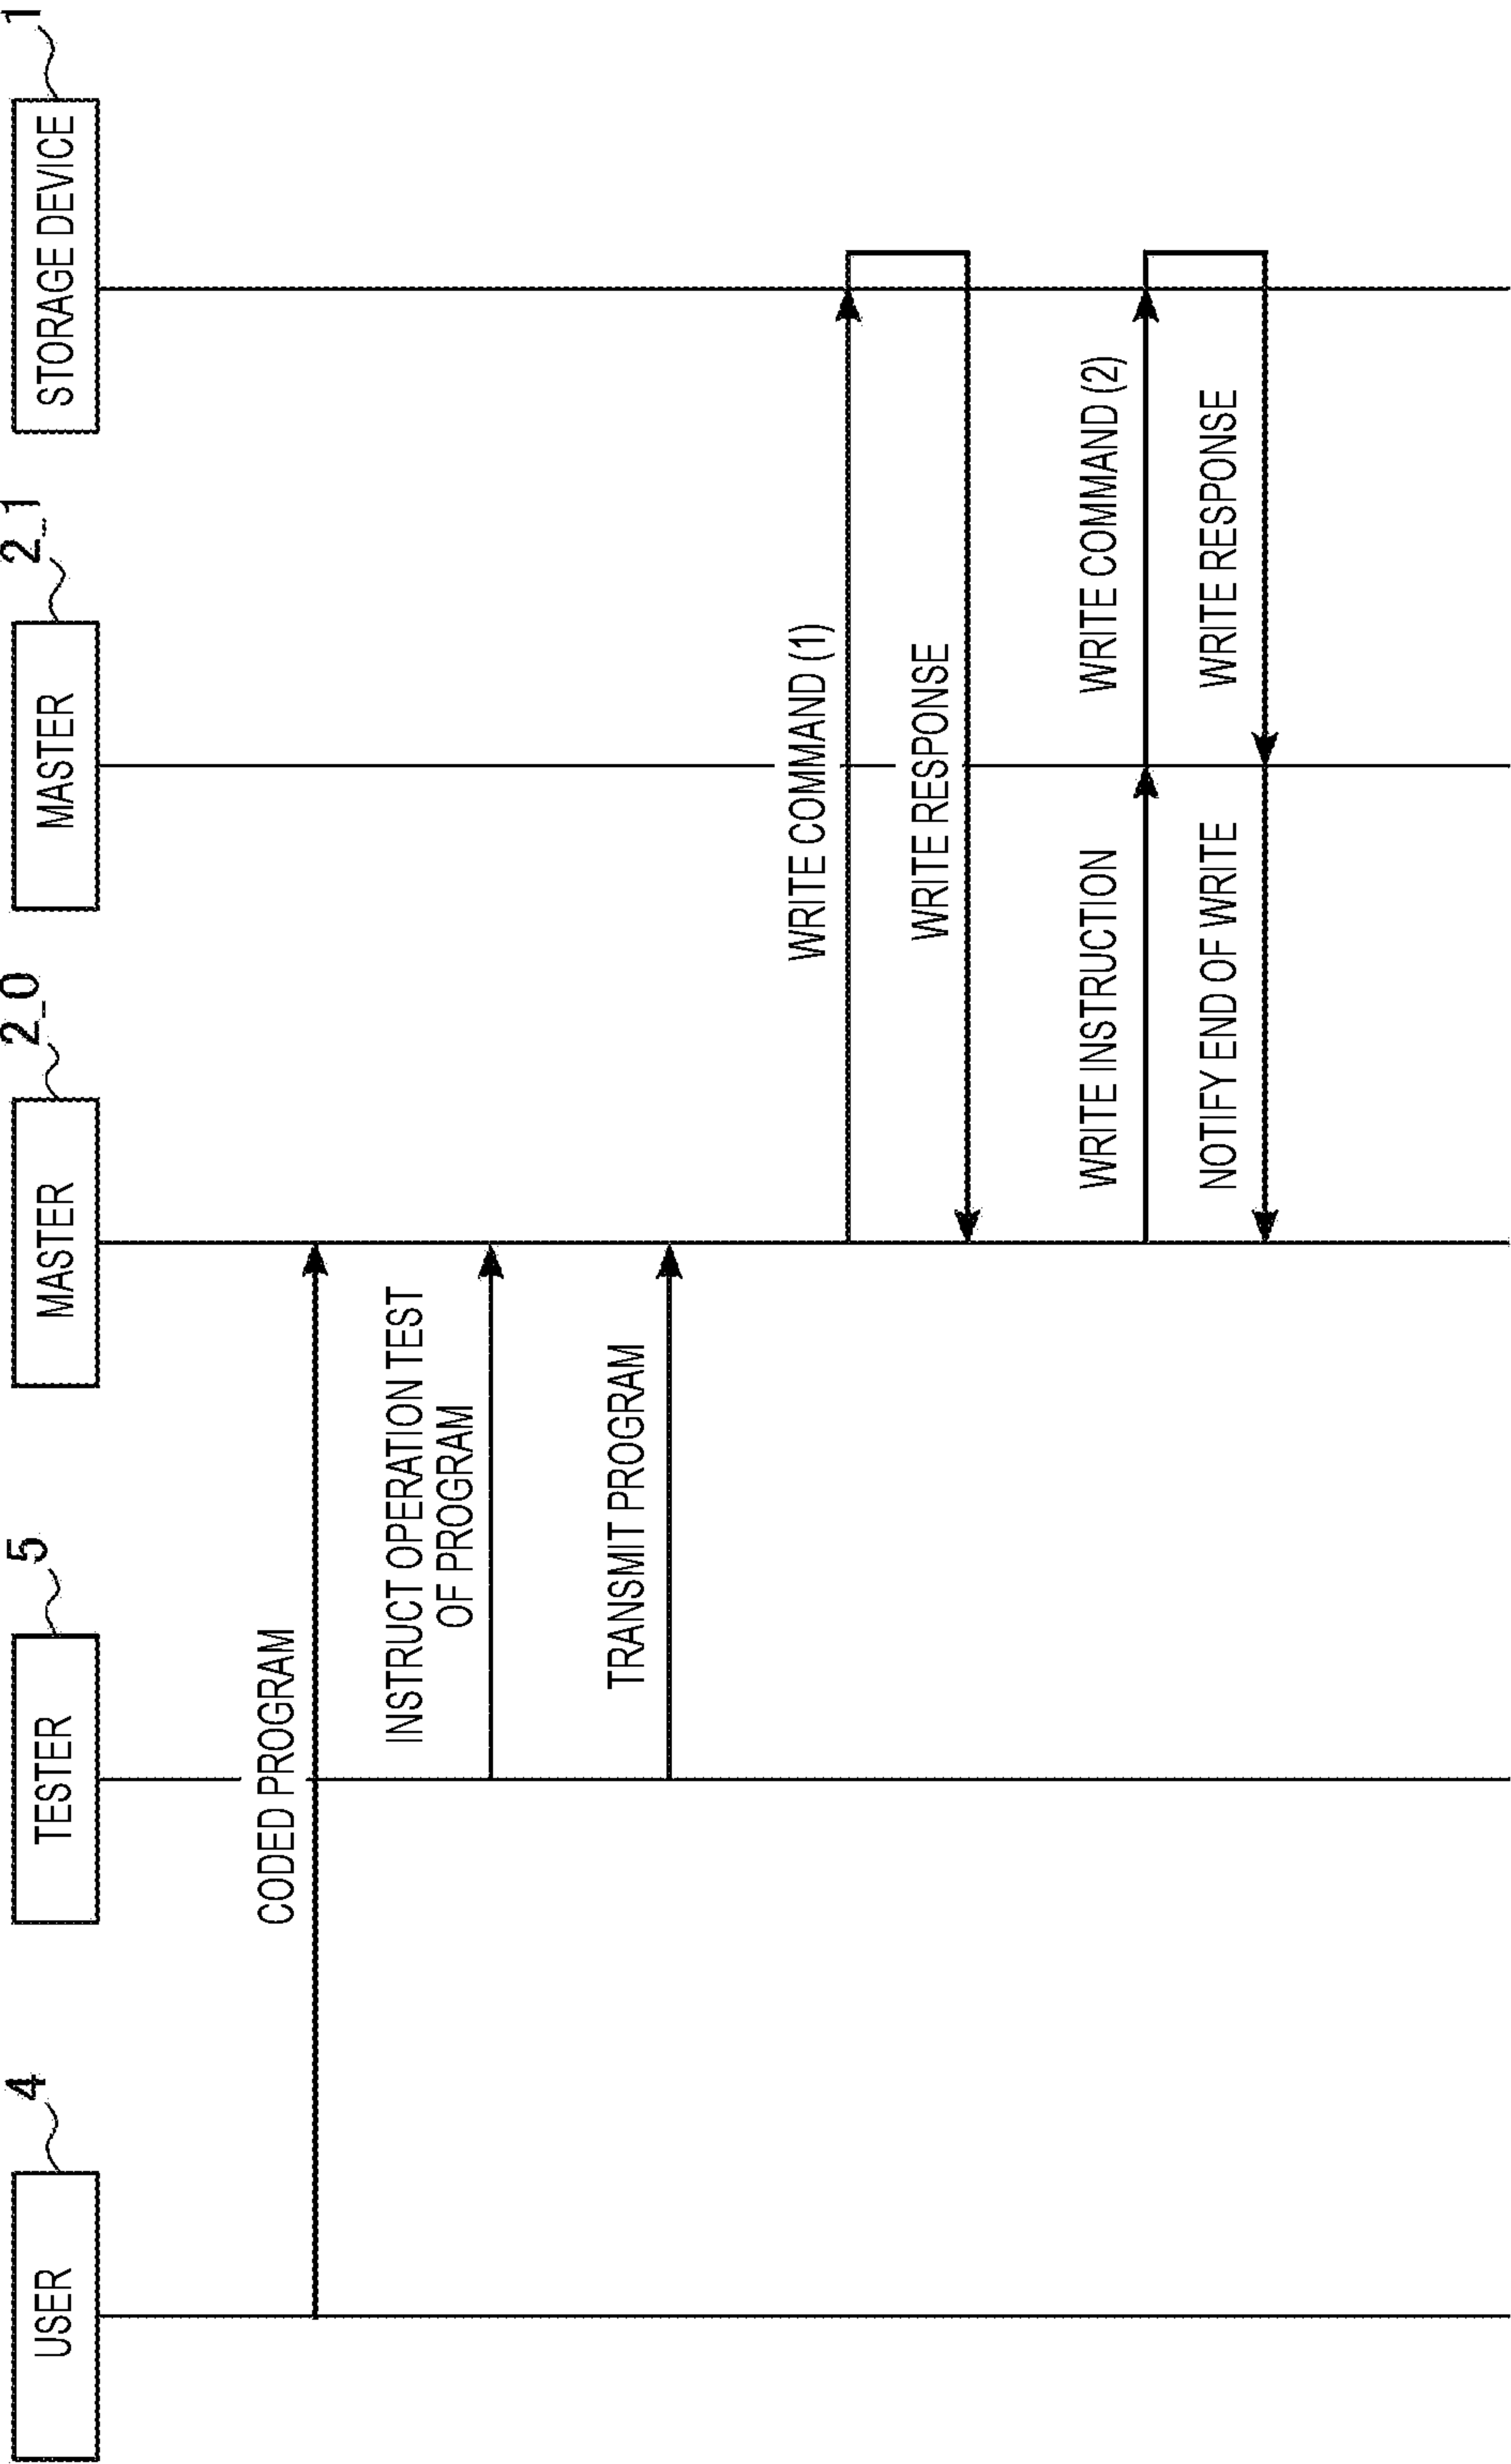 4
5
2_0
2_1
1
USER
TESTER
MASTER
MASTER
STORAGE DEVICE
CODED PROGRAM
INSTRUCT OPERATION TEST
OF PROGRAM
TRANSMIT PROGRAM
WRITE COMMAND (1)
WRITE RESPONSE
WRITE INSTRUCTION
WRITE COMMAND (2)
NOTIFY END OF WRITE
WRITE RESPONSE